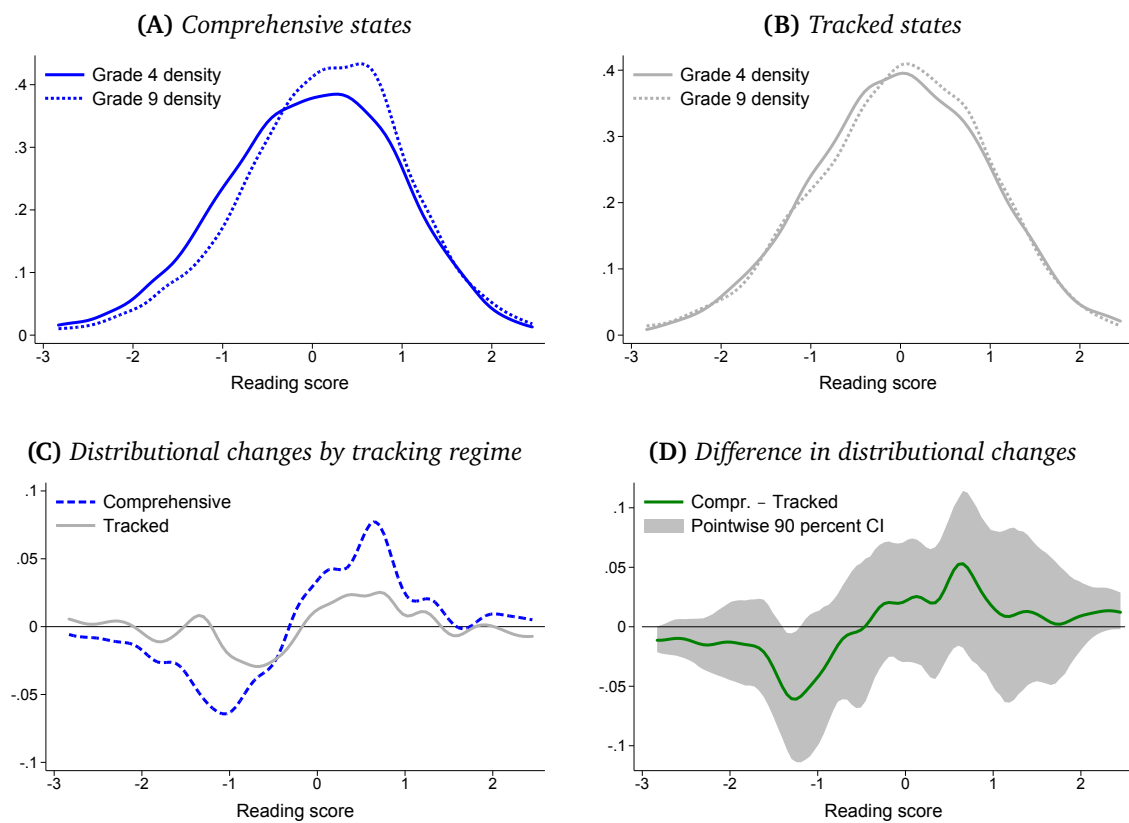 (A) Comprehensive states
Grade 4 density
Grade 9 density
.4
.3
.2
.1
0
-3 -2 -1 0 1 2
Reading score
(B) Tracked states
Grade 4 density
Grade 9 density
.4
.3
.2
.1
0
-3 -2 -1 0 1 2
Reading score
(C) Distributional changes by tracking regime
Comprehensive
Tracked
.1
.05
0
-.05
-.1
-3 -2 -1 0 1 2
Reading score
(D) Difference in distributional changes
Compr. – Tracked
Pointwise 90 percent CI
.1
.05
0
-.05
-.1
-3 -2 -1 0 1 2
Reading score